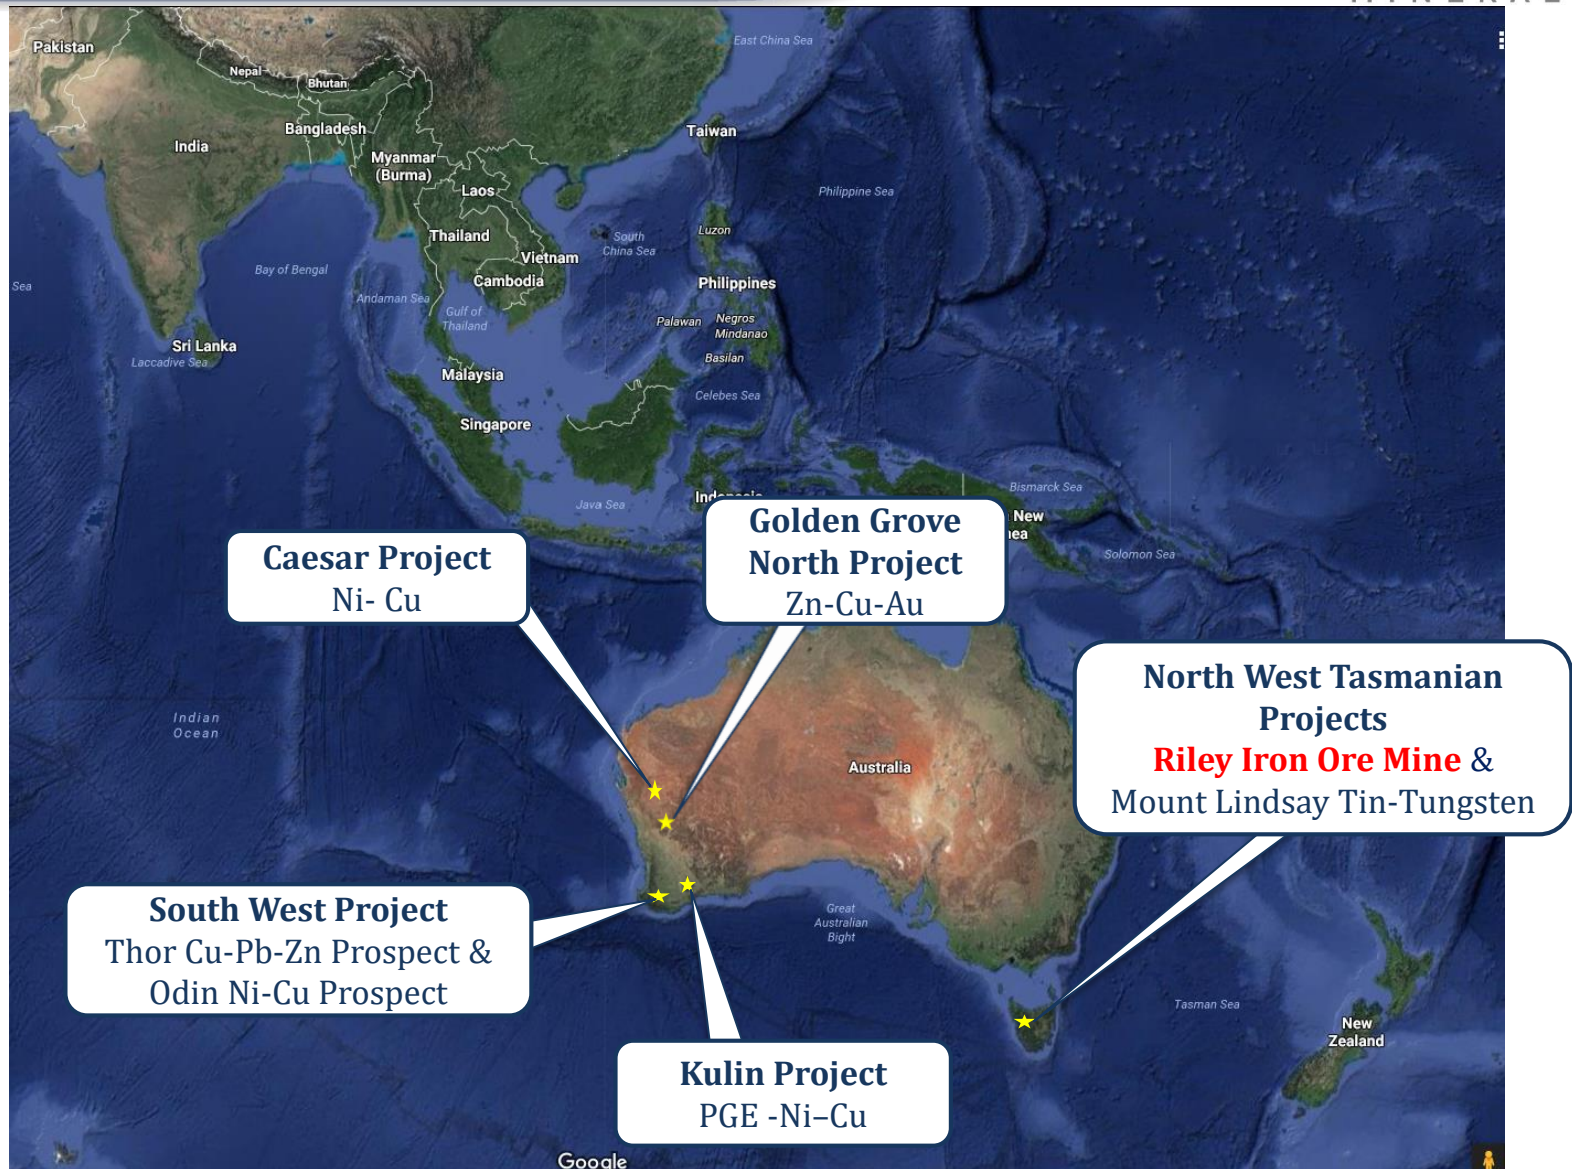 East China Sea
Pakistan
Nepal
Bhutan
Bangladesh
Taiwan
India
Myanmar
(Burma)
Laos
Philippine Sea
Luzon
Thailand
South
China Sea
Vietnam
Bay of Bengal
Cambodia
Philippines
Sea
Andaman Sea
Gulf of
Thailand
Palawan
Negros
Mindanao
Sri Lanka
Basilan
Laccadive Sea
Malaysia
Celebes Sea
Singapore
Bismarck Sea
Java Sea
New
Solomon Sea
Caesar Project
Ni- Cu
Golden Grove
North Project
Zn-Cu-Au
North West Tasmanian
Projects
Riley Iron Ore Mine &
Mount Lindsay Tin-Tungsten
Indian
Ocean
Australia
South West Project
Thor Cu-Pb-Zn Prospect &
Odin Ni-Cu Prospect
Great
Australian
Bight
Tasman Sea
New
Zealand
Kulin Project
PGE -Ni–Cu
Google